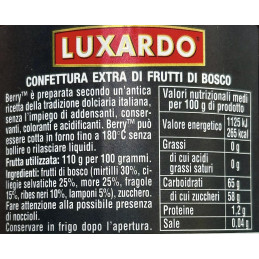 LUXARDO®
CONFETTURA EXTRA DI FRUTTI DI BOSCO
Berry™ è preparata secondo un'antica
ricetta della tradizione dolciaria italiana,
senza l'impiego di addensanti, conser-
vanti, coloranti e acidificanti. Berry™ può
essere cotta in forno fino a 180°C senza
bollire o rilasciare liquidi.
Frutta utilizzata: 110 g per 100 grammi.
Ingredienti: frutti di bosco (mirtilli 30%, ci-
liegie selvatiche 25%, more 25%, fragole
15%, ribes neri 10%, lamponi 5%), zucchero.
Fare attenzione alla possibile presenza
di noccioli.
Conservare in frigo dopo l'apertura.
Valori nutrizionali medi
per 100 g di prodotto
Valore energetico 1125 kJ
265 kcal
Grassi 0 g
di cui acidi
grassi saturi 0 g
Carboidrati 65 g
di cui zuccheri 58 g
Proteine 1,2 g
Sale 0,04 g